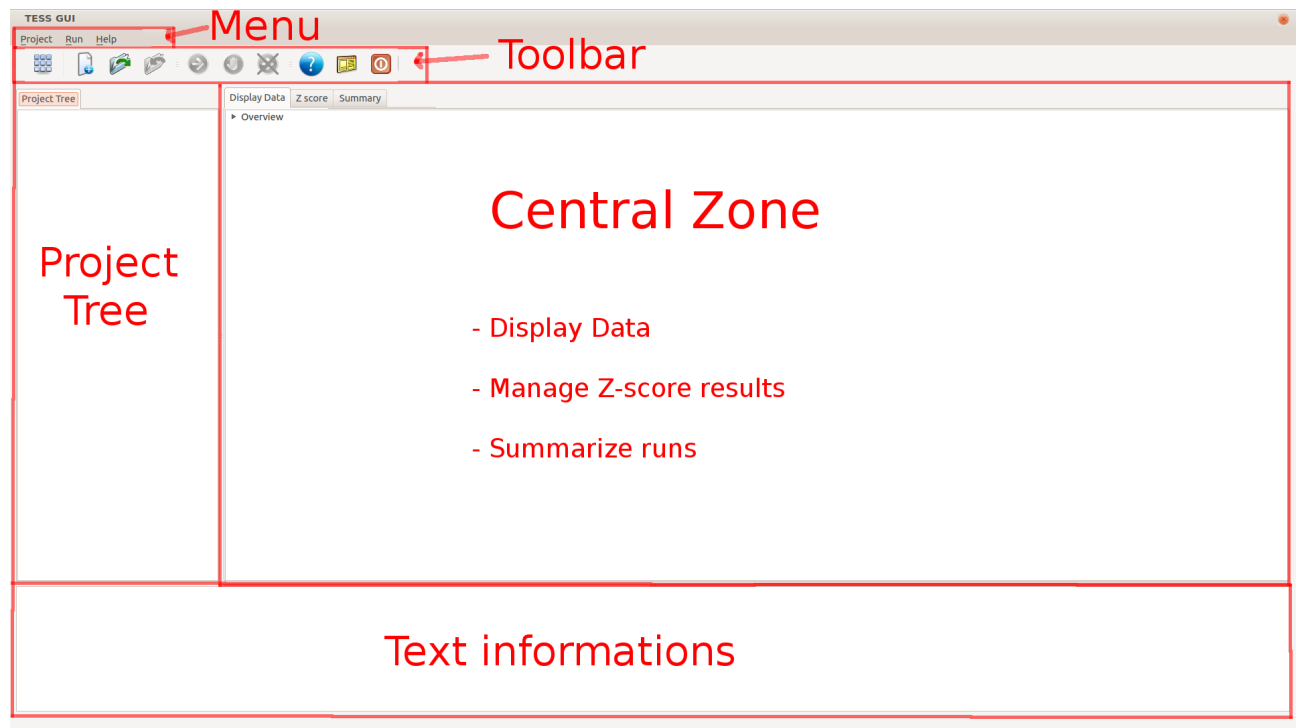 TESS GUI
Menu
Project Run Help
Toolbar
?
Project Tree
Display Data Z score Summary
Overview
Central Zone
Project
Tree
- Display Data
- Manage Z-score results
- Summarize runs
Text informations